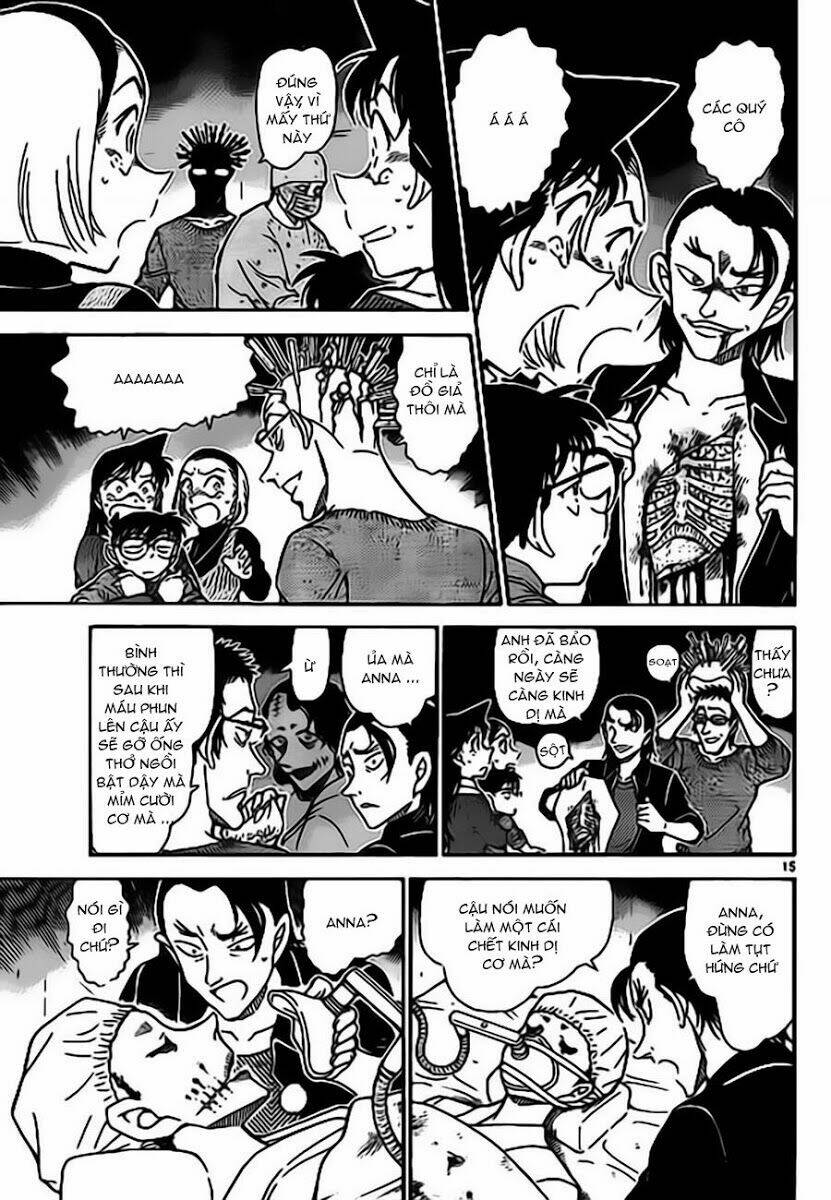 CÁC QUÝ
CÔ
Á Á Á
ĐÚNG
VẬY, VÌ
MẤY THỨ
NÀY
CHỈ LÀ
ĐỒ GIẢ
THÔI MÀ
AAAAAAA
THẤY
CHƯA?
SOẠT
ANH ĐÃ BẢO
RỒI, CÀNG
NGÀY SẼ
CÀNG KINH
DỊ MÀ
SỘT
ỦA MÀ
ANNA ...
Ừ
BÌNH
THƯỜNG THÌ
SAU KHI
MÁU PHUN
LÊN CẬU ẤY
SẼ GỠ ỐNG
THỞ NGỒI
BẬT DẬY MÀ
MỈM CƯỜI
CƠ MÀ ...
15
ANNA,
ĐỪNG CÓ
LÀM TỤT
HỨNG CHỨ
CẬU NÓI MUỐN
LÀM MỘT CÁI
CHẾT KINH DỊ
CƠ MÀ?
ANNA?
NÓI GÌ
ĐI
CHỨ?